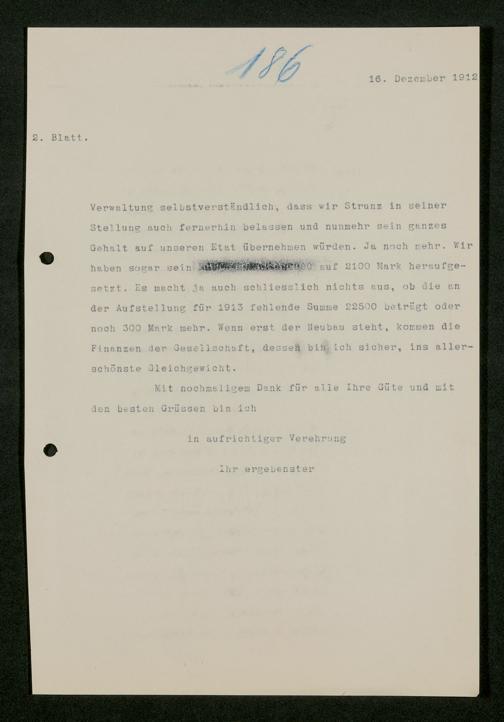 186
16. Dezember 1912
2. Blatt.
Verwaltung selbstverständlich, dass wir Strunz in seiner
Stellung auch fernerhin belassen und nunmehr sein ganzes
Gehalt auf unseren Etat übernehmen würden. Ja noch mehr. Wir
haben sogar sein auf 2100 Mark heraufge-
setzt. Es macht ja auch schliesslich nichts aus, ob die an
der Aufstellung für 1913 fehlende Summe 22500 beträgt oder
noch 300 Mark mehr. Wenn erst der Neubau steht, kommen die
Finanzen der Gesellschaft, dessen bin ich sicher, ins aller-
schönste Gleichgewicht.
Mit nochmaligem Dank für alle Ihre Güte und mit
den besten Grüssen bin ich
in aufrichtiger Verehrung
Ihr ergebenster